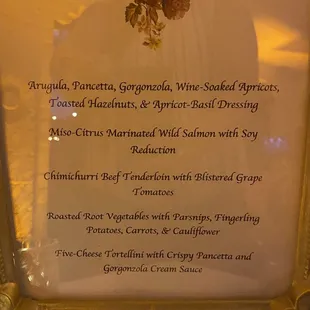 Arugula, Pancetta, Gorgonzola, Wine-Soaked Apricots,
Toasted Hazelnuts, & Apricot-Basil Dressing
Miso-Citrus Marinated Wild Salmon with Soy
Reduction
Chimichurri Beef Tenderloin with Blistered Grape
Tomatoes
Roasted Root Vegetables with Parsnips, Fingerling
Potatoes, Carrots, & Cauliflower
Five-Cheese Tortellini with Crispy Pancetta and
Gorgonzola Cream Sauce